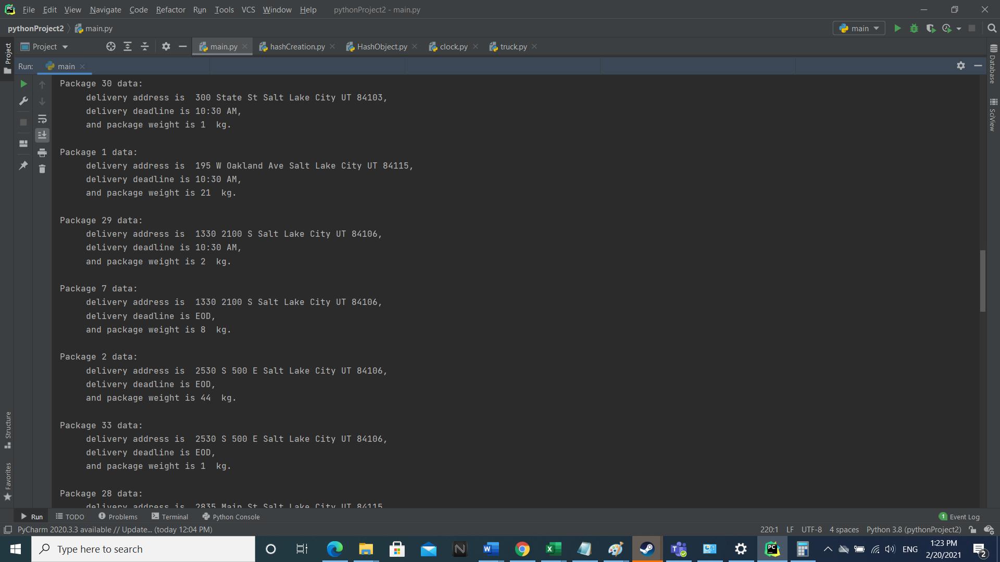 File Edit View Navigate Code Refactor Run Tools VCS Window Help pythonProject2 - main.py
pythonProject2 main.py main
Project main.py hashCreation.py HashObject.py clock.py truck.py
Project
Run: main
Database
SciView
Package 30 data:
delivery address is  300 State St Salt Lake City UT 84103,
delivery deadline is 10:30 AM,
and package weight is 1  kg.
Package 1 data:
delivery address is  195 W Oakland Ave Salt Lake City UT 84115,
delivery deadline is 10:30 AM,
and package weight is 21  kg.
Package 29 data:
delivery address is  1330 2100 S Salt Lake City UT 84106,
delivery deadline is 10:30 AM,
and package weight is 2  kg.
Package 7 data:
delivery address is  1330 2100 S Salt Lake City UT 84106,
delivery deadline is EOD,
and package weight is 8  kg.
Package 2 data:
delivery address is  2530 S 500 E Salt Lake City UT 84106,
delivery deadline is EOD,
and package weight is 44  kg.
Package 33 data:
delivery address is  2530 S 500 E Salt Lake City UT 84106,
delivery deadline is EOD,
and package weight is 1  kg.
Package 28 data:
delivery address is  2835 Main St Salt Lake City UT 84115
Structure
Favorites
Run TODO Problems Terminal Python Console 1 Event Log
PyCharm 2020.3.3 available // Update... (today 12:04 PM) 220:1 LF UTF-8 4 spaces Python 3.8 (pythonProject2)
Type here to search ENG 1:23 PM
2/20/2021 2